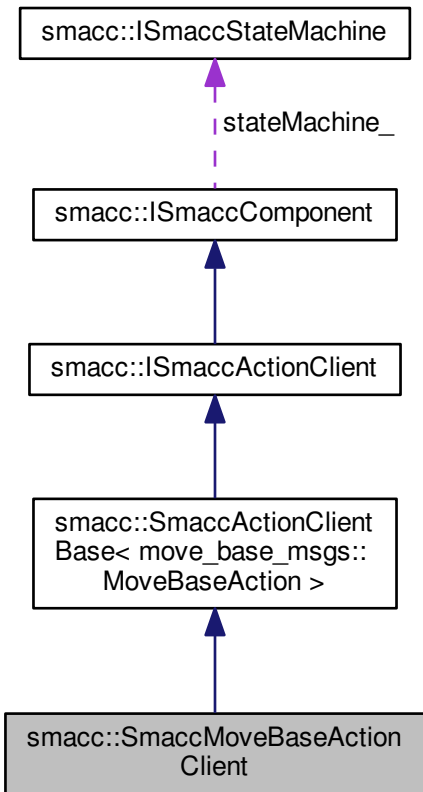 smacc::ISmaccStateMachine
stateMachine_
smacc::ISmaccComponent
smacc::ISmaccActionClient
smacc::SmaccActionClient
Base< move_base_msgs::
MoveBaseAction >
smacc::SmaccMoveBaseAction
Client